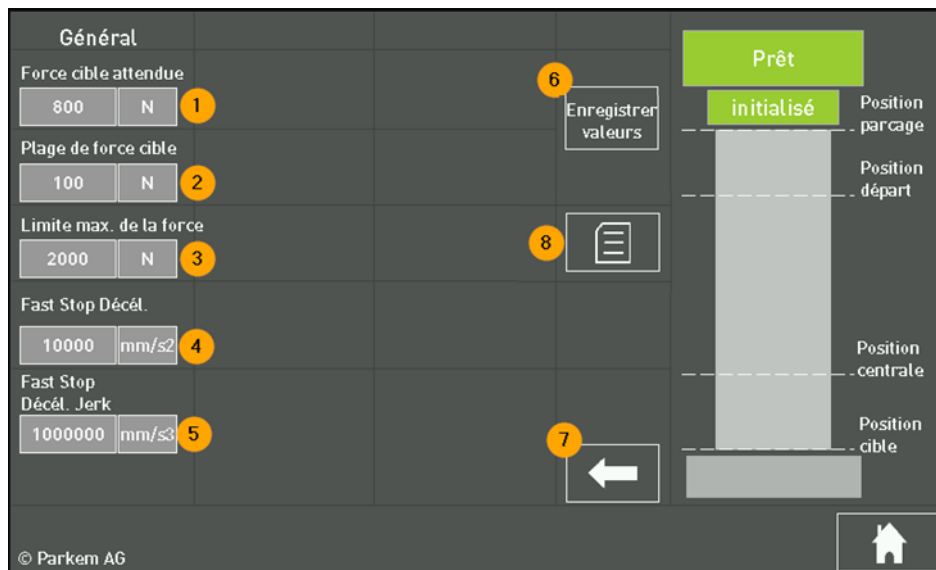 Général
Force cible attendue
800 N 1
Plage de force cible
100 N 2
Limite max. de la force
2000 N 3
Fast Stop Décél.
10000 mm/s2 4
Fast Stop
Décél. Jerk
1000000 mm/s3 5
6
Enregistrer
valeurs
8
7
Prêt
initialisé
Position
parcage
Position
départ
Position
centrale
Position
cible
© Parkem AG